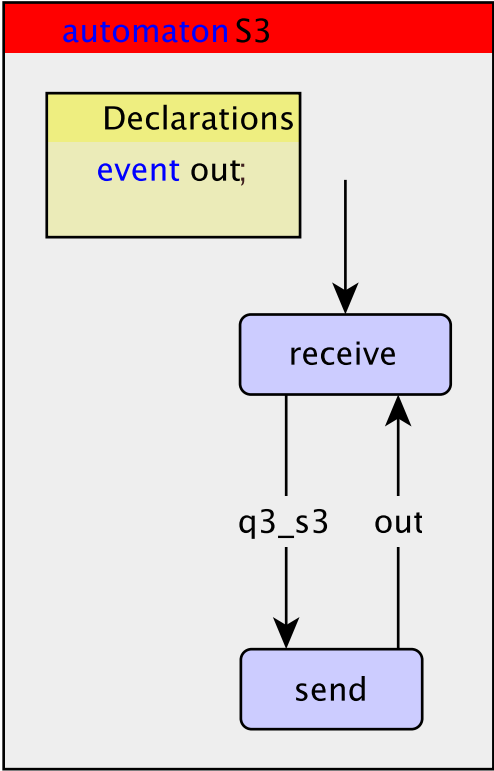 automaton S3
Declarations
event out;
receive
q3_s3 out
send